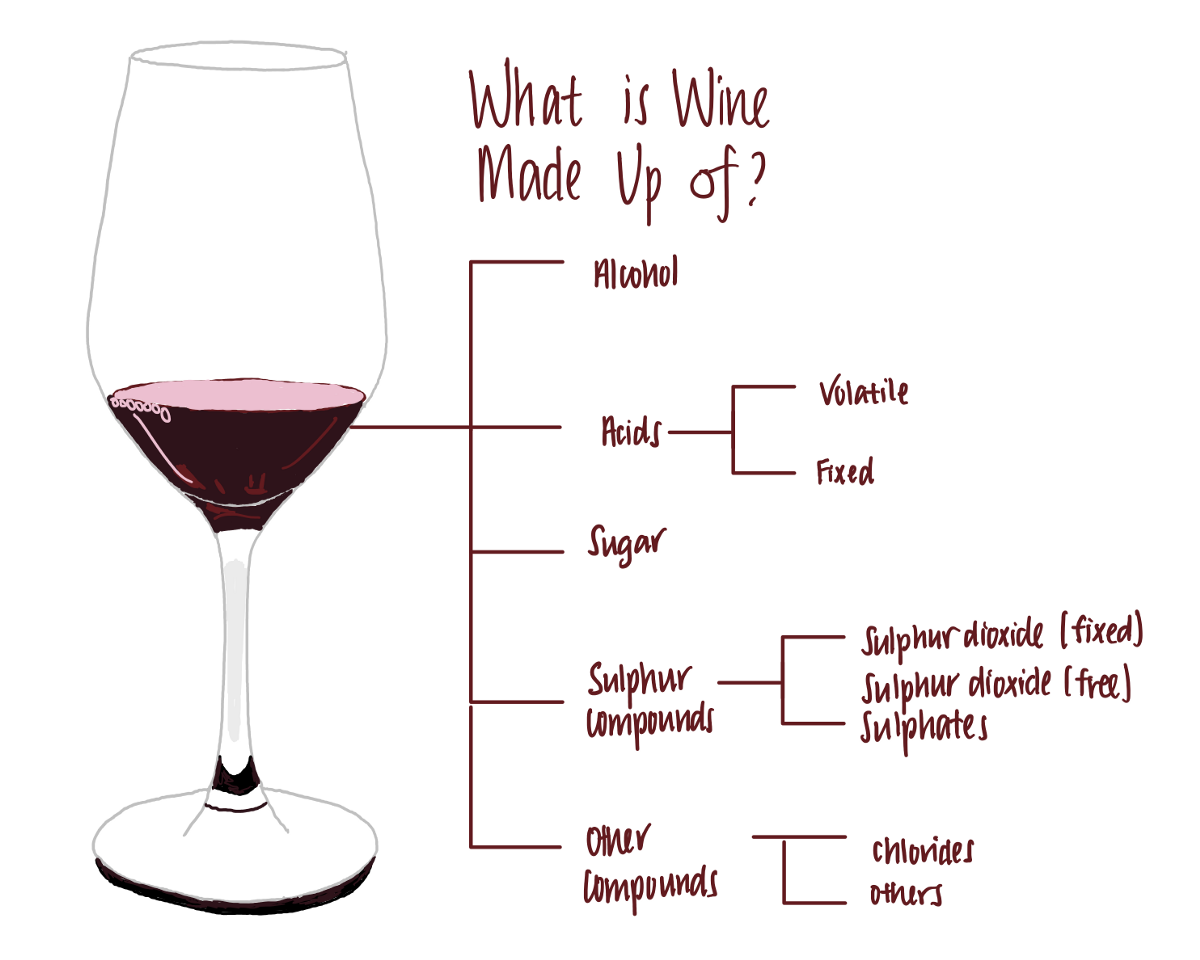 What is Wine
Made Up of?
Alcohol
Acids
Volatile
Fixed
Sugar
Sulphur
compounds
Sulphur dioxide (fixed)
Sulphur dioxide (free)
Sulphates
Other
compounds
chlorides
others